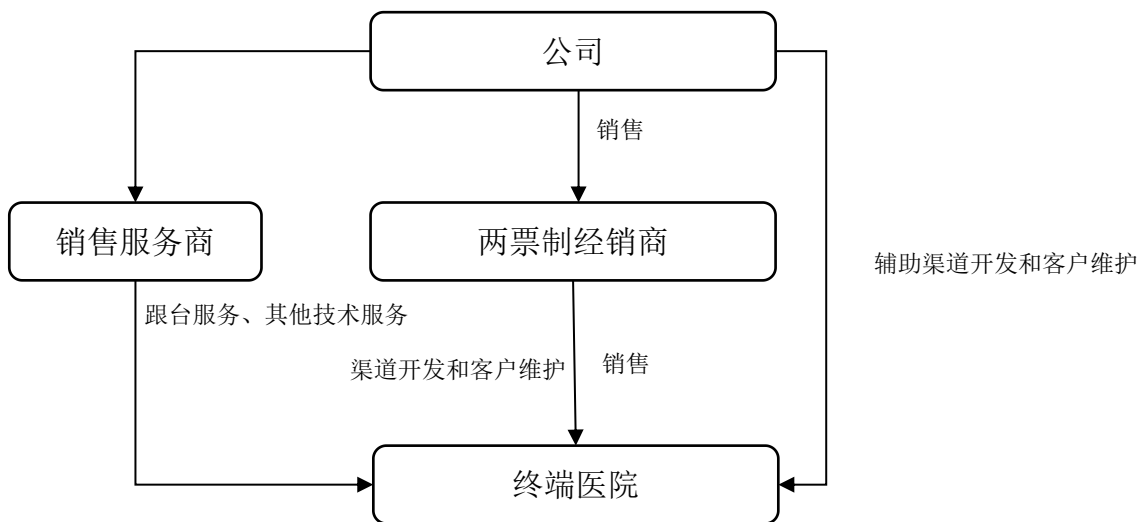 公司
销售
销售服务商
两票制经销商
辅助渠道开发和客户维护
跟台服务、其他技术服务
渠道开发和客户维护
销售
终端医院